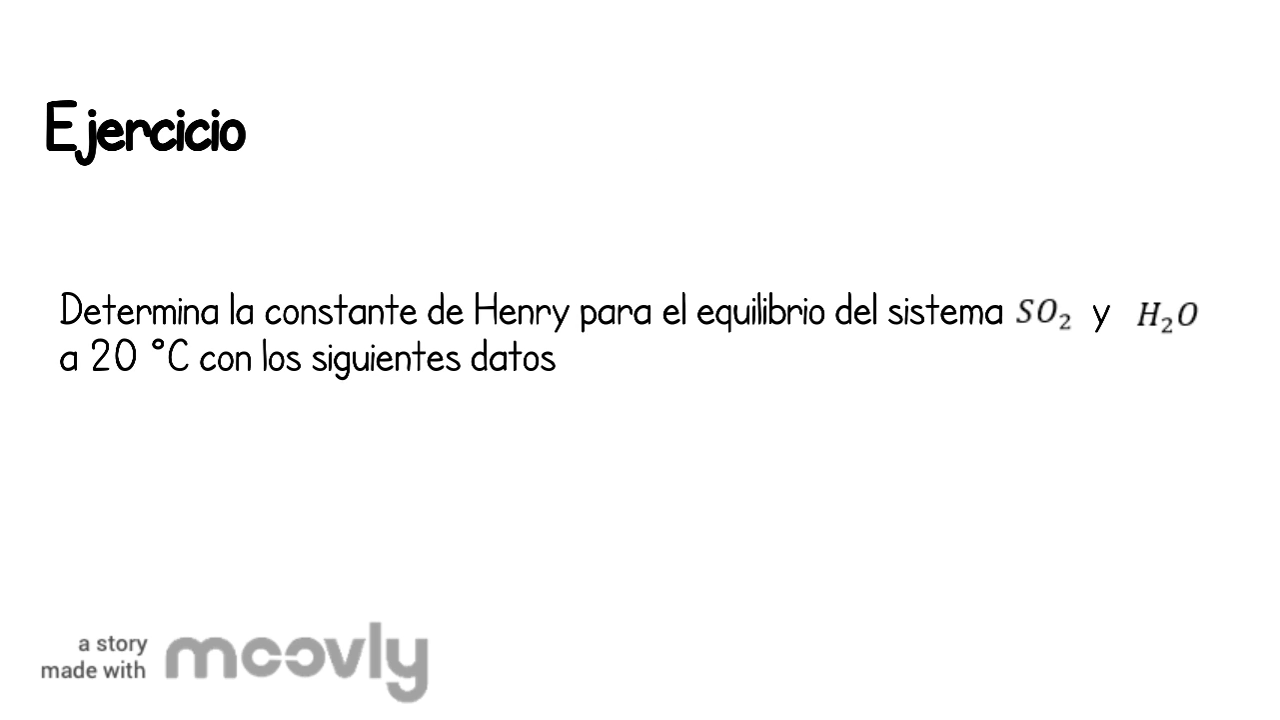 Ejercicio
Determina la constante de Henry para el equilibrio del sistema SO₂ y H₂O
a 20 °C con los siguientes datos
a story
made with moovly